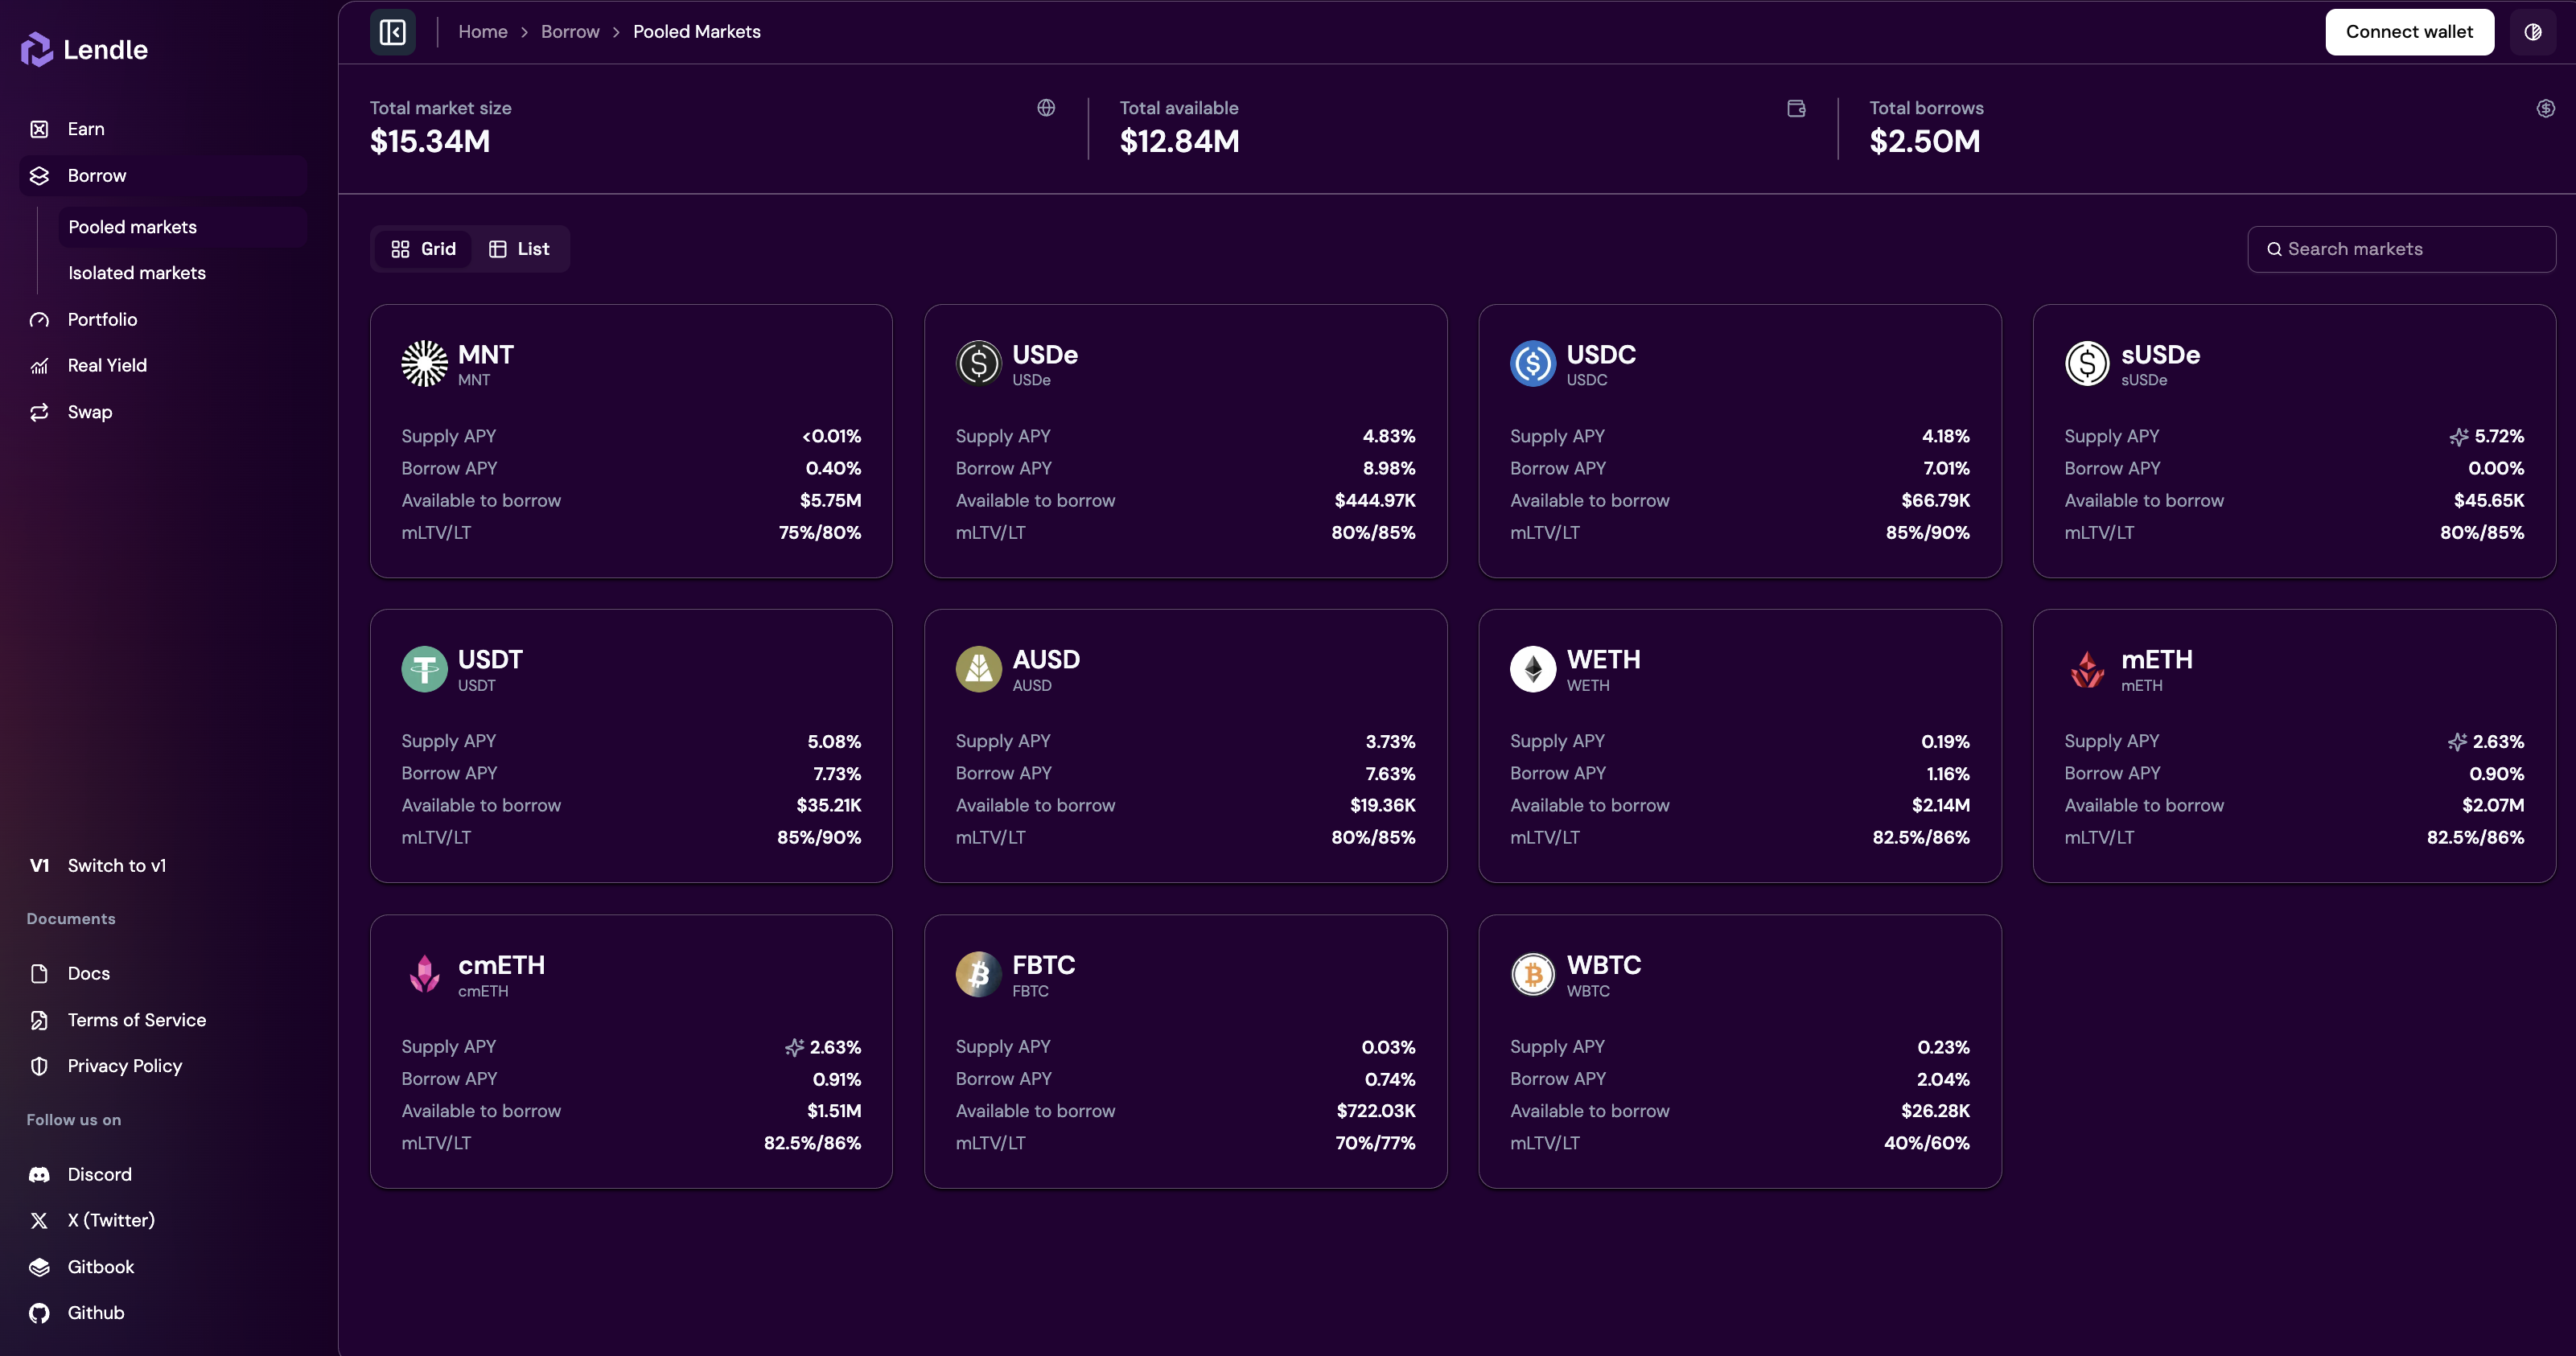 Lendle
Earn
Borrow
Pooled markets
Isolated markets
Portfolio
Real Yield
Swap
V1 Switch to v1
Documents
Docs
Terms of Service
Privacy Policy
Follow us on
Discord
X (Twitter)
Gitbook
Github
Home > Borrow > Pooled Markets
Connect wallet
Total market size
$15.34M
Total available
$12.84M
Total borrows
$2.50M
Grid
List
Search markets
MNT
MNT
Supply APY <0.01%
Borrow APY 0.40%
Available to borrow $5.75M
mLTV/LT 75%/80%
USDe
USDe
Supply APY 4.83%
Borrow APY 8.98%
Available to borrow $444.97K
mLTV/LT 80%/85%
USDC
USDC
Supply APY 4.18%
Borrow APY 7.01%
Available to borrow $66.79K
mLTV/LT 85%/90%
sUSDe
sUSDe
Supply APY 5.72%
Borrow APY 0.00%
Available to borrow $45.65K
mLTV/LT 80%/85%
USDT
USDT
Supply APY 5.08%
Borrow APY 7.73%
Available to borrow $35.21K
mLTV/LT 85%/90%
AUSD
AUSD
Supply APY 3.73%
Borrow APY 7.63%
Available to borrow $19.36K
mLTV/LT 80%/85%
WETH
WETH
Supply APY 0.19%
Borrow APY 1.16%
Available to borrow $2.14M
mLTV/LT 82.5%/86%
mETH
mETH
Supply APY 2.63%
Borrow APY 0.90%
Available to borrow $2.07M
mLTV/LT 82.5%/86%
cmETH
cmETH
Supply APY 2.63%
Borrow APY 0.91%
Available to borrow $1.51M
mLTV/LT 82.5%/86%
FBTC
FBTC
Supply APY 0.03%
Borrow APY 0.74%
Available to borrow $722.03K
mLTV/LT 70%/77%
WBTC
WBTC
Supply APY 0.23%
Borrow APY 2.04%
Available to borrow $26.28K
mLTV/LT 40%/60%